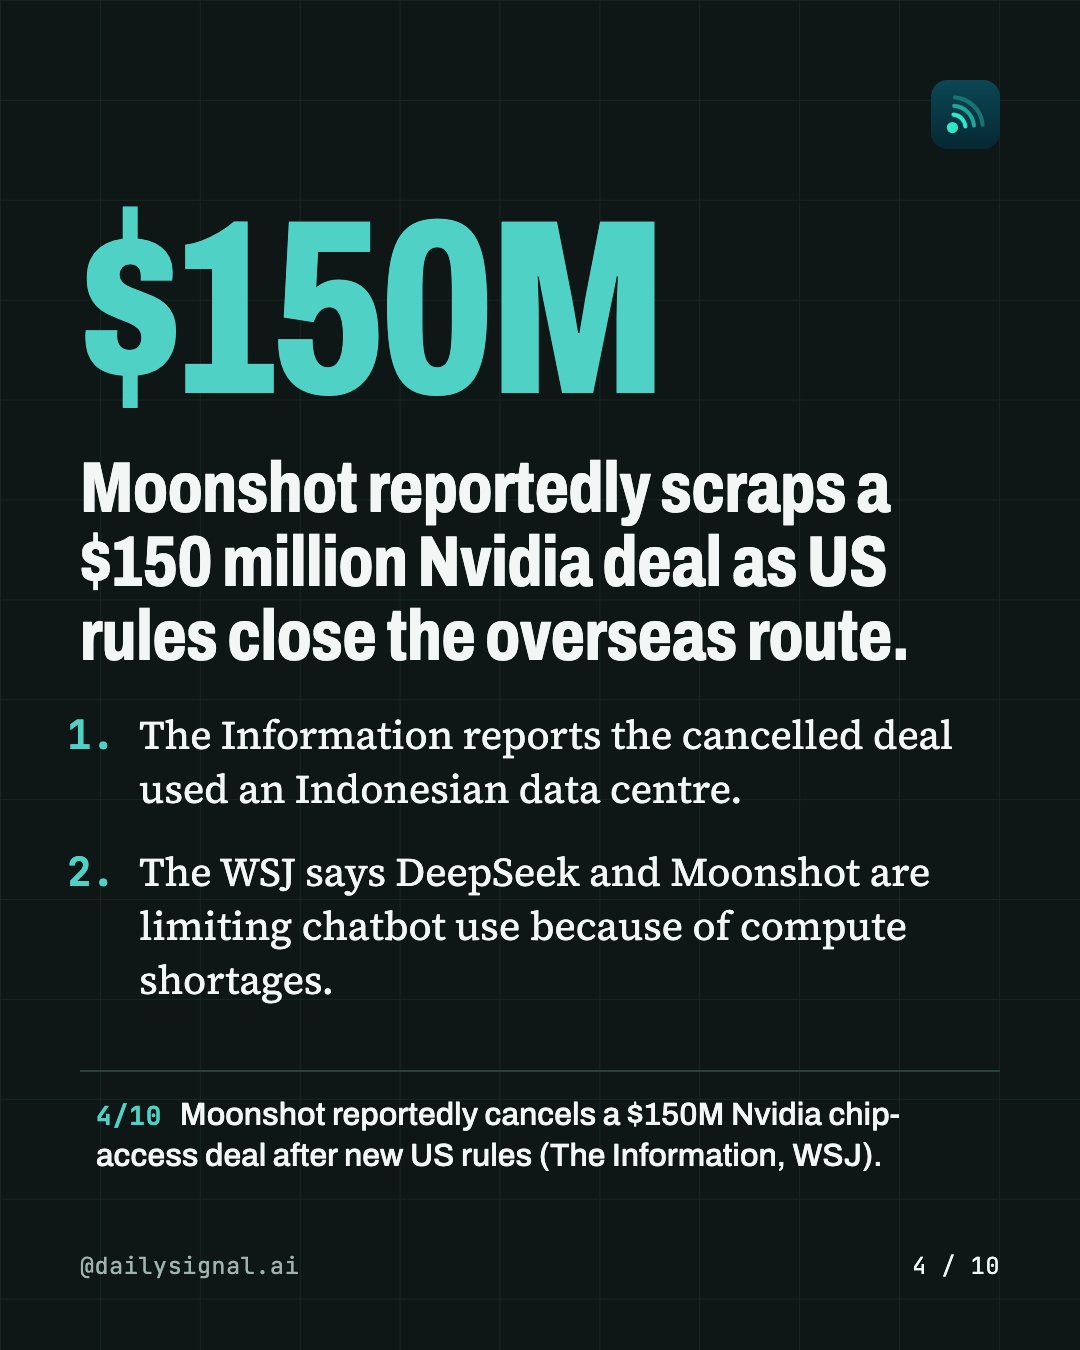 $150M
Moonshot reportedly scraps a
$150 million Nvidia deal as US
rules close the overseas route.
1. The Information reports the cancelled deal
used an Indonesian data centre.
2. The WSJ says DeepSeek and Moonshot are
limiting chatbot use because of compute
shortages.
4/10 Moonshot reportedly cancels a $150M Nvidia chip-
access deal after new US rules (The Information, WSJ).
@dailysignal.ai
4 / 10